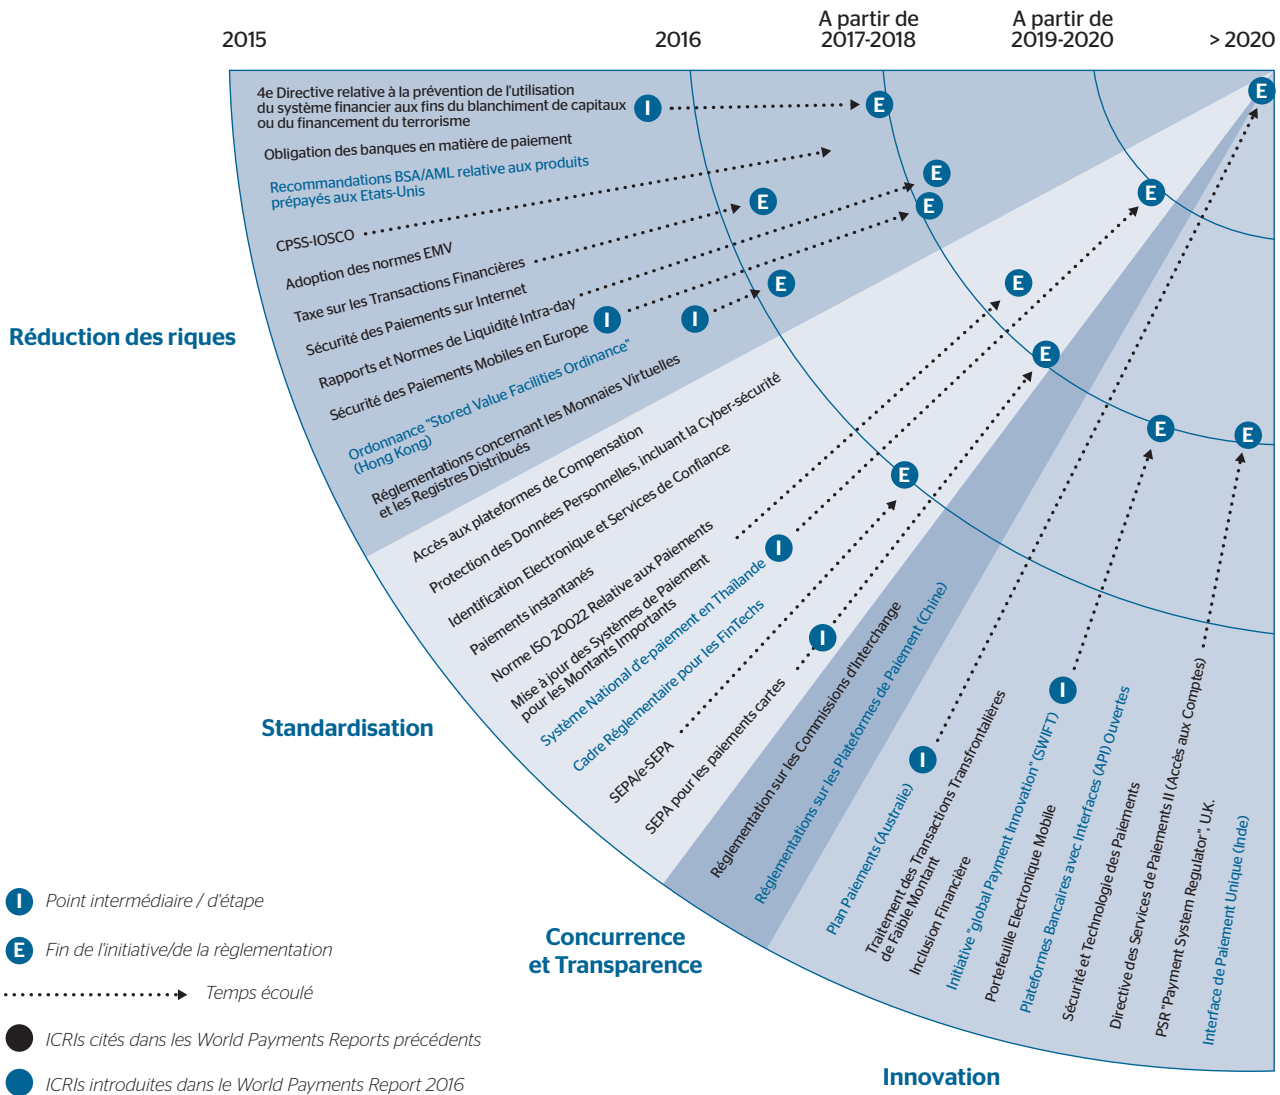 2015
2016
A partir de
2017-2018
A partir de
2019-2020
> 2020
4e Directive relative à la prévention de l'utilisation
du système financier aux fins du blanchiment de capitaux
ou du financement du terrorisme
I
E
E
Obligation des banques en matière de paiement
Recommandations BSA/AML relative aux produits
prépayés aux Etats-Unis
E
E
CPSS-IOSCO
E
E
Adoption des normes EMV
Taxe sur les Transactions Financières
E
E
Sécurité des Paiements sur Internet
Rapports et Normes de Liquidité Intra-day
Sécurité des Paiements Mobiles en Europe
I
I
Réduction des riques
Ordonnance "Stored Value Facilities Ordinance"
(Hong Kong)
Réglementations concernant les Monnaies Virtuelles
et les Registres Distribués
E
E
E
E
Accès aux plateformes de Compensation
Protection des Données Personnelles, incluant la Cyber-sécurité
Identification Electronique et Services de Confiance
Paiements instantanés
Norme ISO 20022 Relative aux Paiements
Mise à jour des Systèmes de Paiement
pour les Montants Importants
Système National d'e-paiement en Thaïlande
I
Cadre Réglementaire pour les FinTechs
SEPA/e-SEPA
SEPA pour les paiements cartes
I
Standardisation
Réglementation sur les Commissions d'Interchange
Réglementations sur les Plateformes de Paiement (Chine)
Plan Paiements (Australie)
I
Traitement des Transactions Transfrontalières
de Faible Montant
Inclusion Financière
Initiative "global Payment Innovation" (SWIFT)
I
Portefeuille Electronique Mobile
Plateformes Bancaires avec Interfaces (API) Ouvertes
Sécurité et Technologie des Paiements
Directive des Services de Paiements II (Accès aux Comptes)
PSR "Payment System Regulator", U.K.
Interface de Paiement Unique (Inde)
Concurrence
et Transparence
Innovation
I Point intermédiaire / d'étape
E Fin de l'initiative/de la règlementation
Temps écoulé
ICRIs cités dans les World Payments Reports précédents
ICRIs introduites dans le World Payments Report 2016